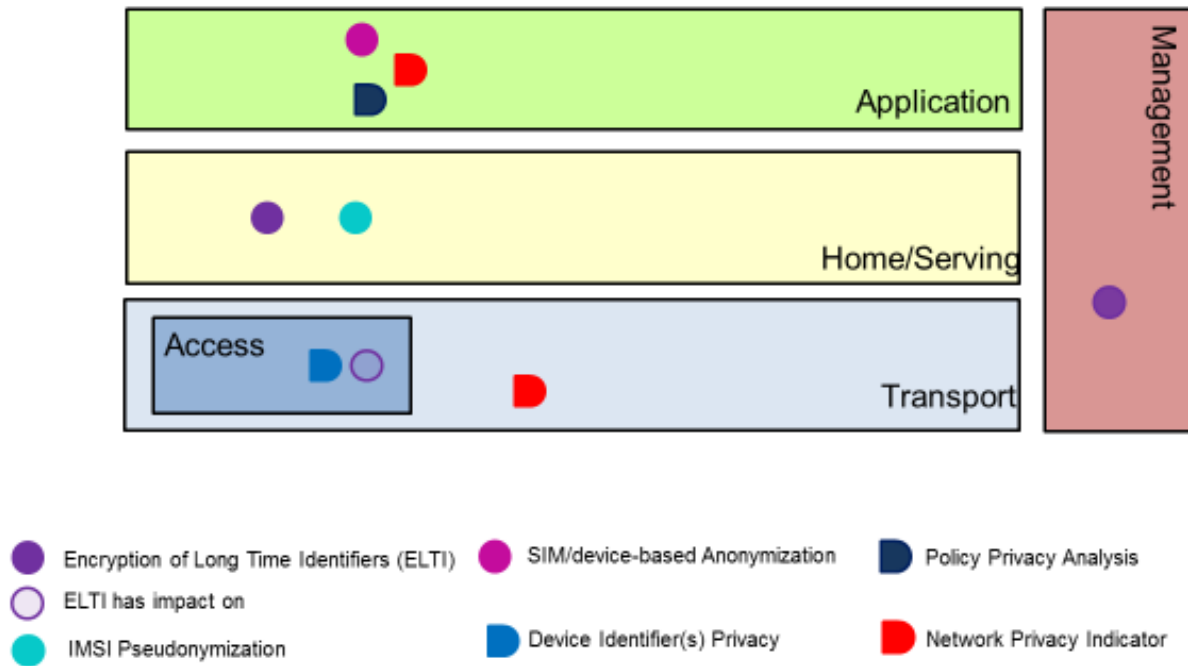 Application
Management
Home/Serving
Access
Transport
Encryption of Long Time Identifiers (ELTI)
SIM/device-based Anonymization
Policy Privacy Analysis
ELTI has impact on
IMSI Pseudonymization
Device Identifier(s) Privacy
Network Privacy Indicator